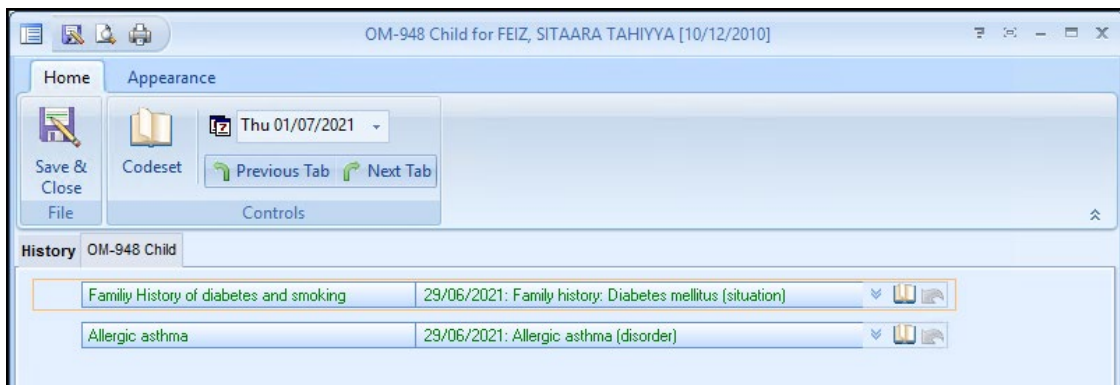 OM-948 Child for FEIZ, SITAARA TAHIYYA [10/12/2010]
Home Appearance
Thu 01/07/2021
Save & Close
Codeset
Previous Tab Next Tab
File Controls
History OM-948 Child
Familiy History of diabetes and smoking 29/06/2021: Family history: Diabetes mellitus (situation)
Allergic asthma 29/06/2021: Allergic asthma (disorder)